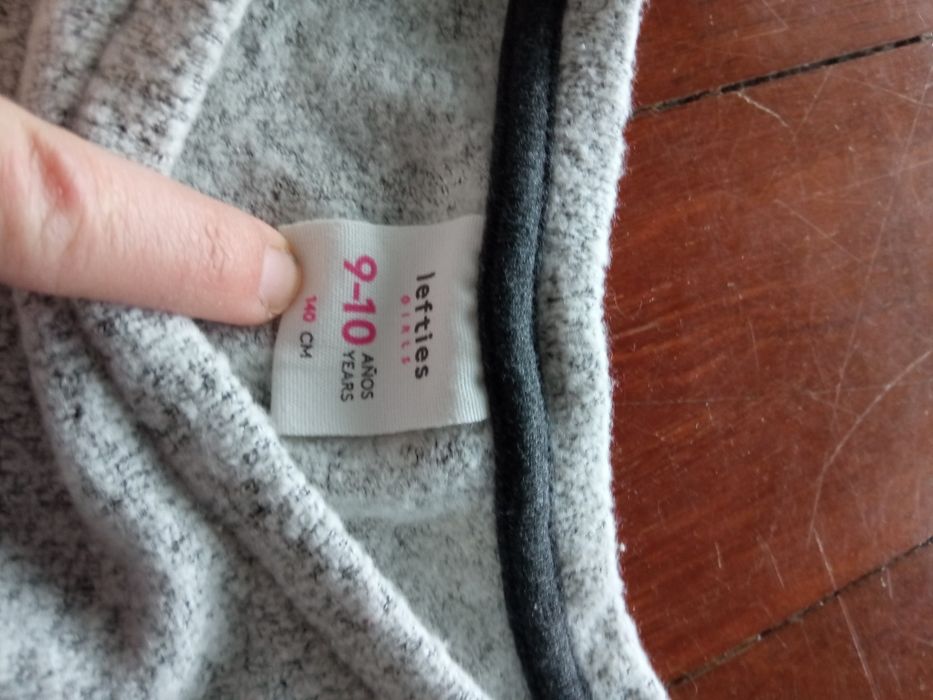 lefties
GIRLS
9-10 AÑOS
YEARS
140 CM